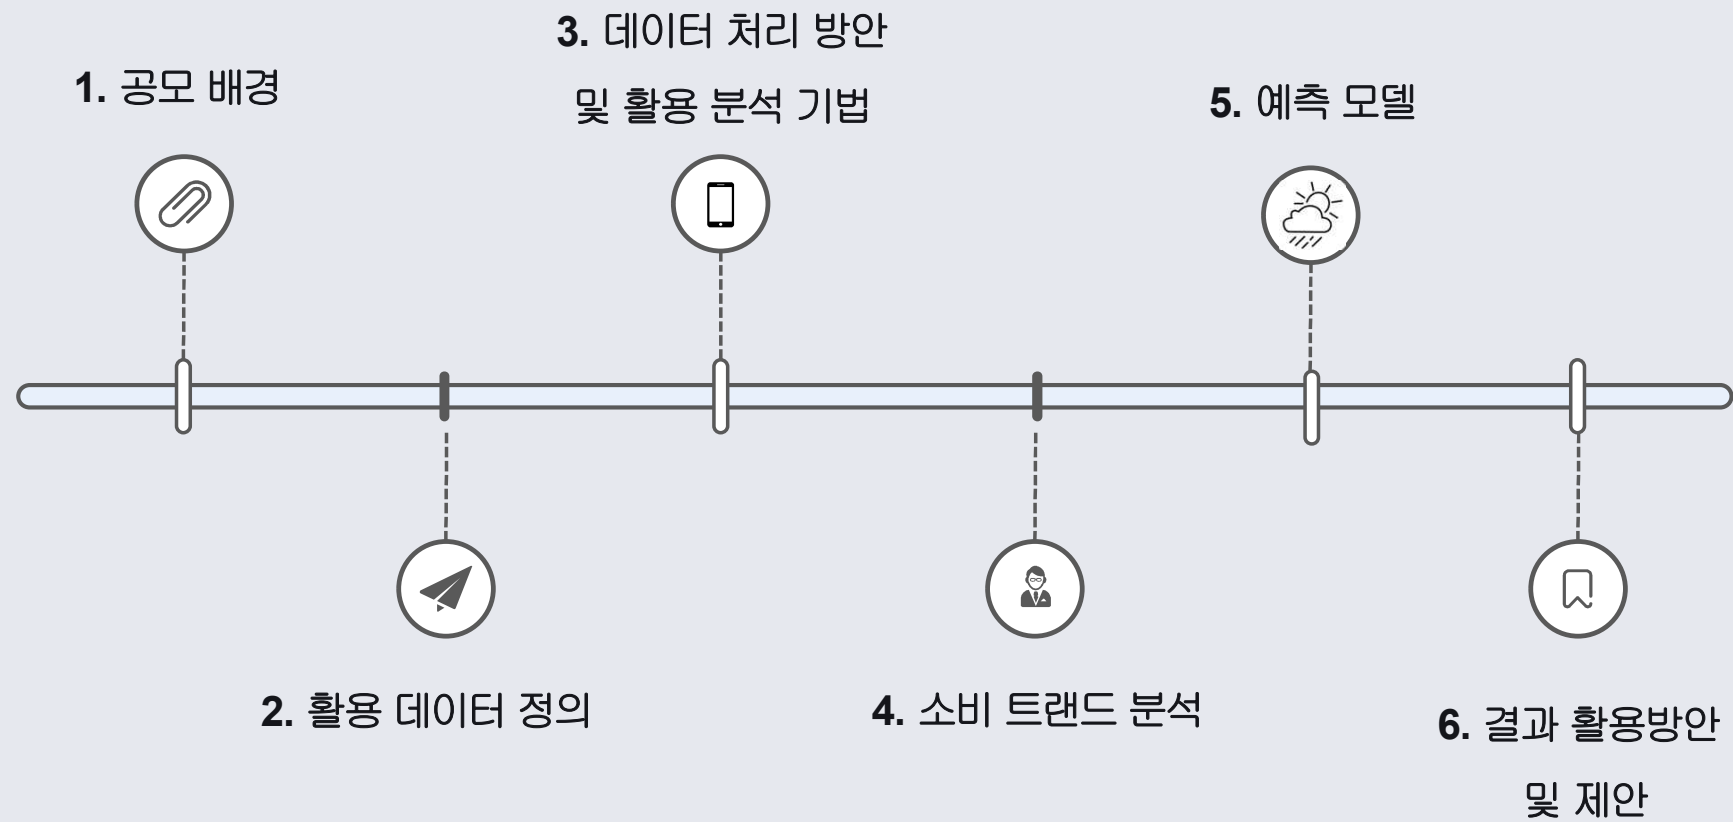 1. 공모 배경
2. 활용 데이터 정의
3. 데이터 처리 방안
및 활용 분석 기법
4. 소비 트랜드 분석
5. 예측 모델
6. 결과 활용방안
및 제안